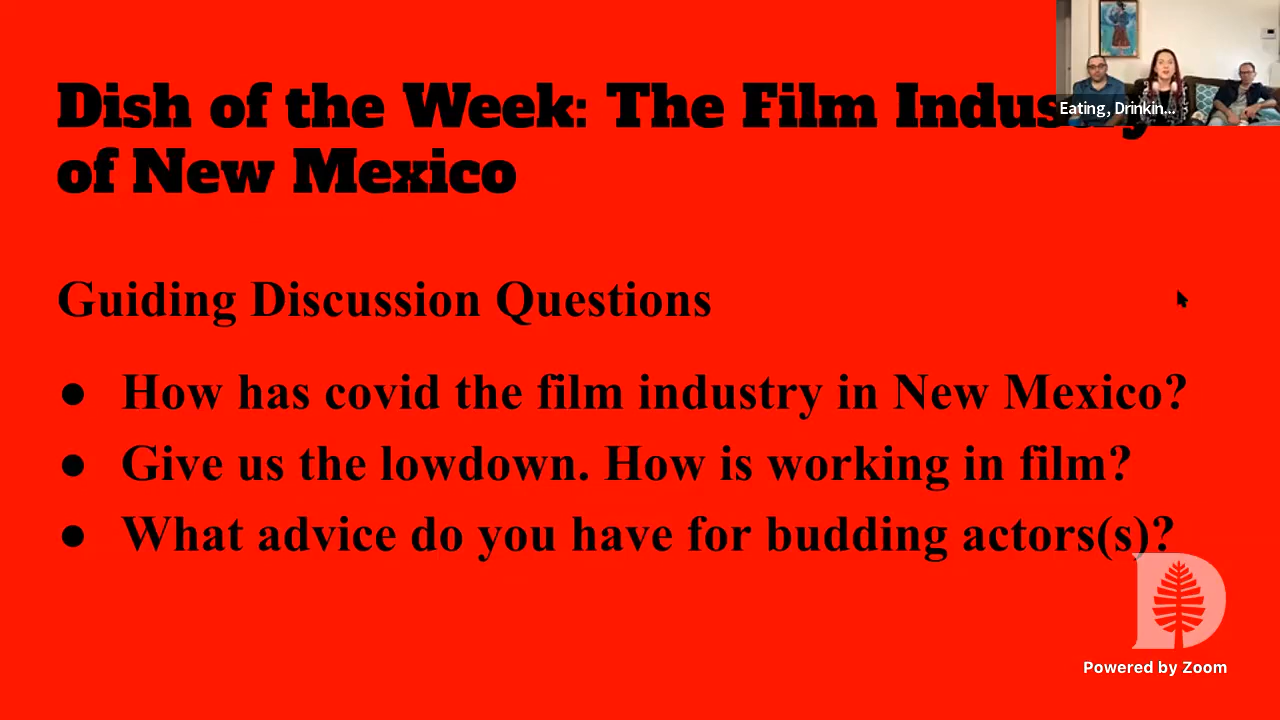 Dish of the Week: The Film Industry
of New Mexico
Eating, Drinkin...
Guiding Discussion Questions
● How has covid the film industry in New Mexico?
● Give us the lowdown. How is working in film?
● What advice do you have for budding actors(s)?
D
Powered by Zoom